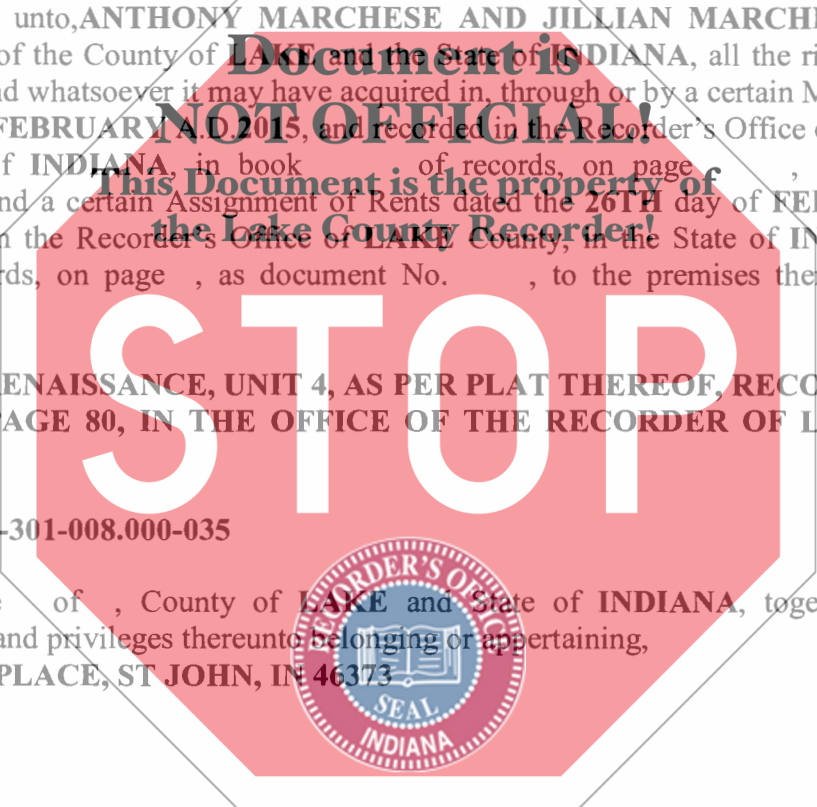 unto,ANTHONY MARCHESE AND JILLIAN MARCHE
of the County of LAKE and the State of INDIANA, all the ri
Document is
nd whatsoever it may have acquired in, through or by a certain M
NOT OFFICIAL!
FEBRUARY A.D.2015, and recorded in the Recorder's Office o
f INDIANA, in book of records, on page ,
This Document is the property of
nd a certain Assignment of Rents dated the 26TH day of FEI
the Lake County Recorder!
n the Recorder's Office of LAKE County, in the State of IN
rds, on page , as document No. , to the premises the
STOP
ENAISSANCE, UNIT 4, AS PER PLAT THEREOF, RECO
PAGE 80, IN THE OFFICE OF THE RECORDER OF L
-301-008.000-035
RECORDER'S OFFICE
e of , County of LAKE and State of INDIANA, toge
and privileges thereunto belonging or appertaining,
PLACE, ST JOHN, IN 46373
SEAL
INDIANA